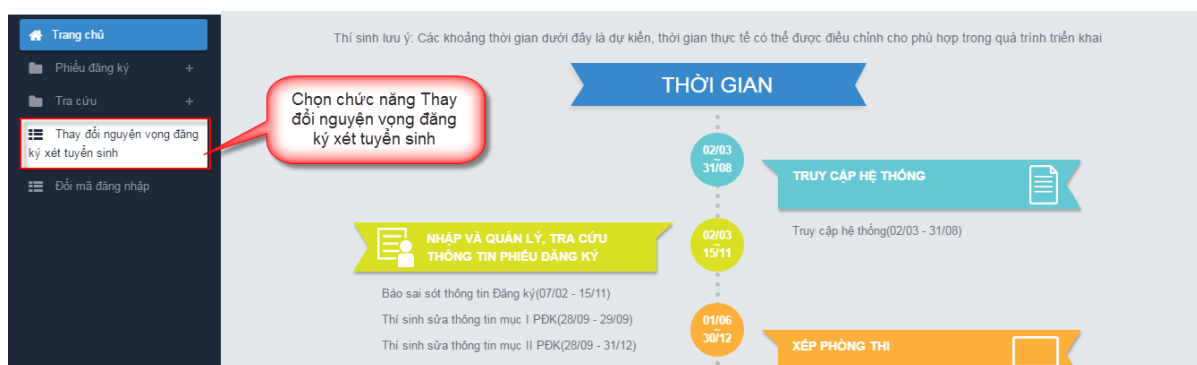 Trang chủ
Phiếu đăng ký +
Tra cứu +
Thay đổi nguyện vọng đăng
ký xét tuyển sinh
Đổi mã đăng nhập
Chọn chức năng Thay
đổi nguyện vọng đăng
ký xét tuyển sinh
Thí sinh lưu ý: Các khoảng thời gian dưới đây là dự kiến, thời gian thực tế có thể được điều chỉnh cho phù hợp trong quá trình triển khai
THỜI GIAN
02/03
~
31/08
TRUY CẬP HỆ THỐNG
Truy cập hệ thống(02/03 - 31/08)
NHẬP VÀ QUẢN LÝ, TRA CỨU
THÔNG TIN PHIẾU ĐĂNG KÝ
02/03
~
15/11
Báo sai sót thông tin Đăng ký(07/02 - 15/11)
Thí sinh sửa thông tin mục I PĐK(28/09 - 29/09)
Thí sinh sửa thông tin mục II PĐK(28/09 - 31/12)
01/06
~
30/12
XẾP PHÒNG THI